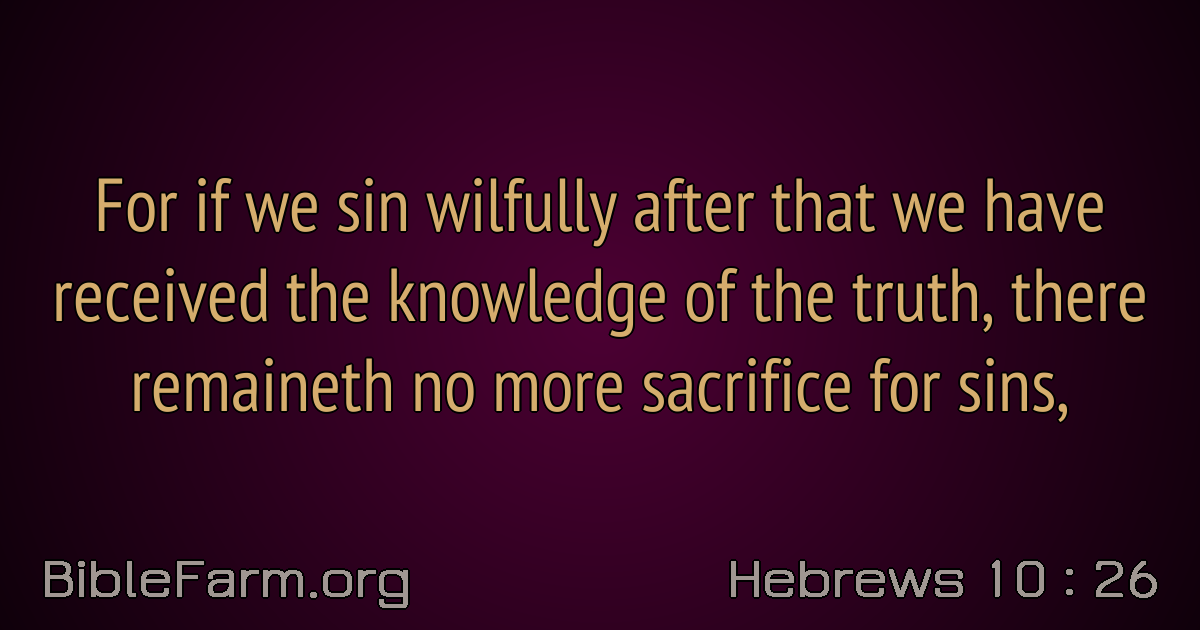 For if we sin wilfully after that we have
received the knowledge of the truth, there
remaineth no more sacrifice for sins,
BibleFarm.org
Hebrews 10 : 26